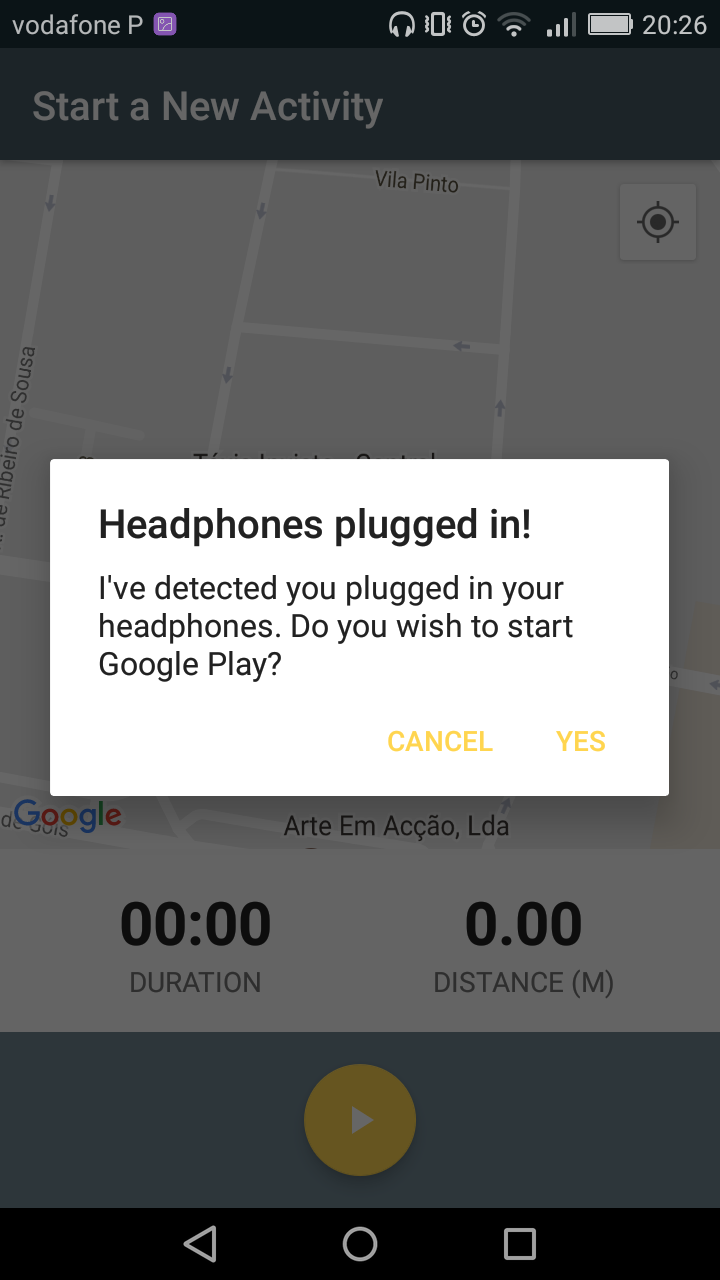 vodafone P 20:26
Start a New Activity
Vila Pinto
de Ribeiro de Sousa
Headphones plugged in!
I've detected you plugged in your
headphones. Do you wish to start
Google Play?
CANCEL YES
Google
de Góis
Arte Em Acção, Lda
00:00 0.00
DURATION DISTANCE (M)